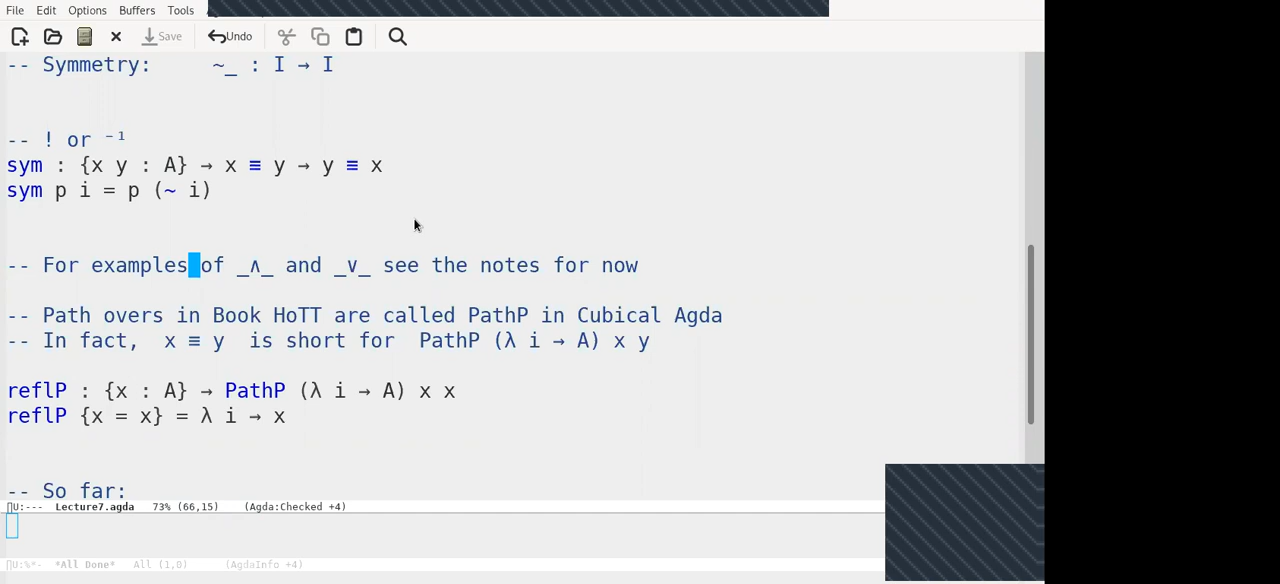 File Edit Options Buffers Tools
Save Undo
-- Symmetry: ~_ : I → I
-- ! or ⁻¹
sym : {x y : A} → x ≡ y → y ≡ x
sym p i = p (~ i)
-- For examples of _∧_ and _∨_ see the notes for now
-- Path overs in Book HoTT are called PathP in Cubical Agda
-- In fact, x ≡ y is short for PathP (λ i → A) x y
reflP : {x : A} → PathP (λ i → A) x x
reflP {x = x} = λ i → x
-- So far:
U:--- Lecture7.agda 73% (66,15) (Agda:Checked +4)
U:%*- *All Done* All (1,0) (AgdaInfo +4)